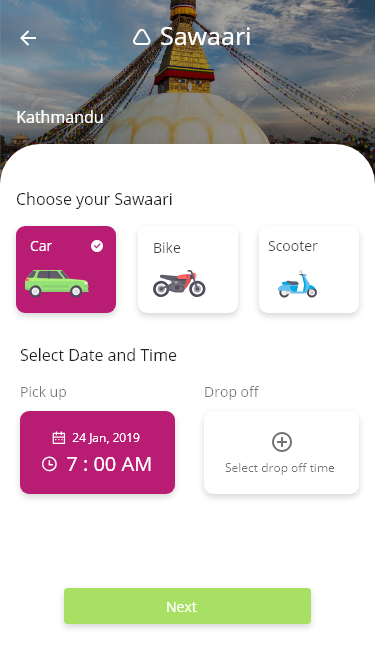 Sawaari
Kathmandu
Choose your Sawaari
Car
Bike
Scooter
Select Date and Time
Pick up
Drop off
24 Jan, 2019
7 : 00 AM
Select drop off time
Next